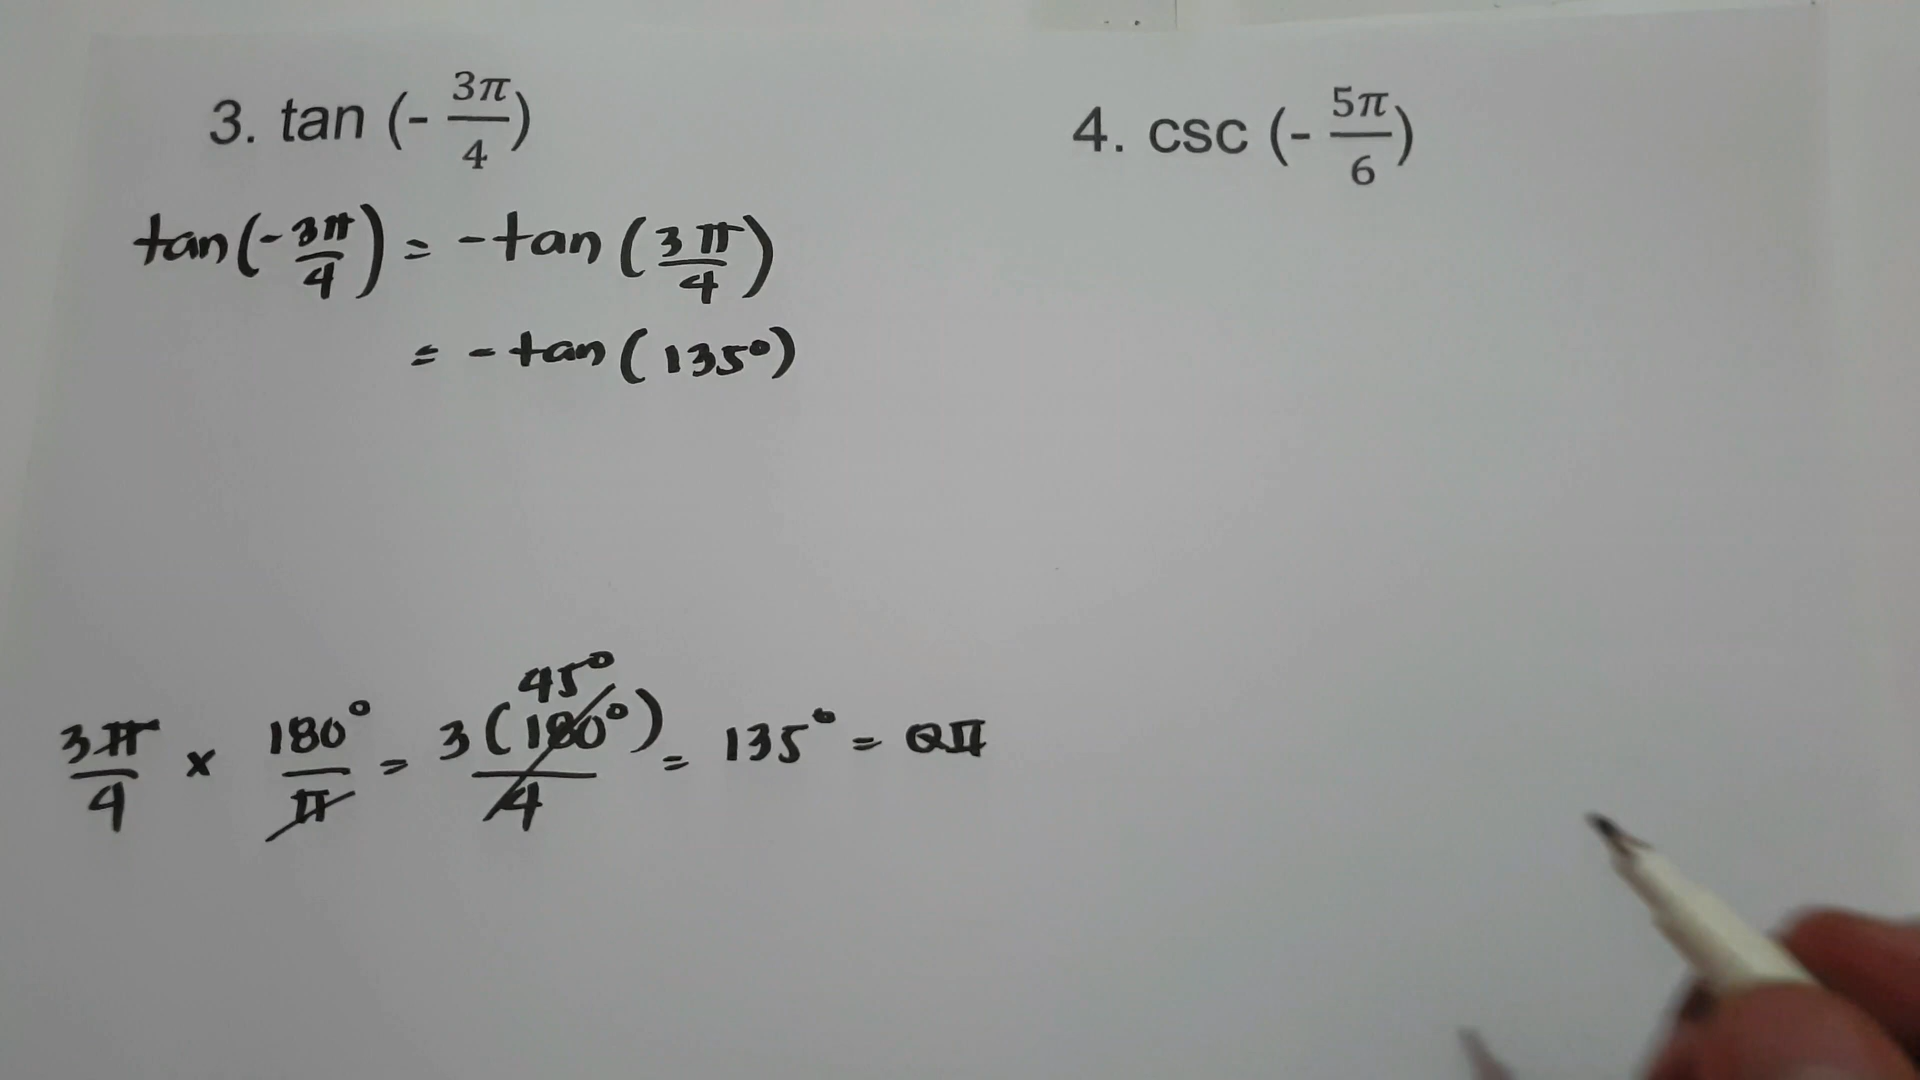 3. tan (- 3π/4)
tan(-3π/4) = -tan (3π/4)
= -tan (135°)
3π/4 x 180°/π = 3(180°)/4 = 135° = QII
45°
4. csc (- 5π/6)